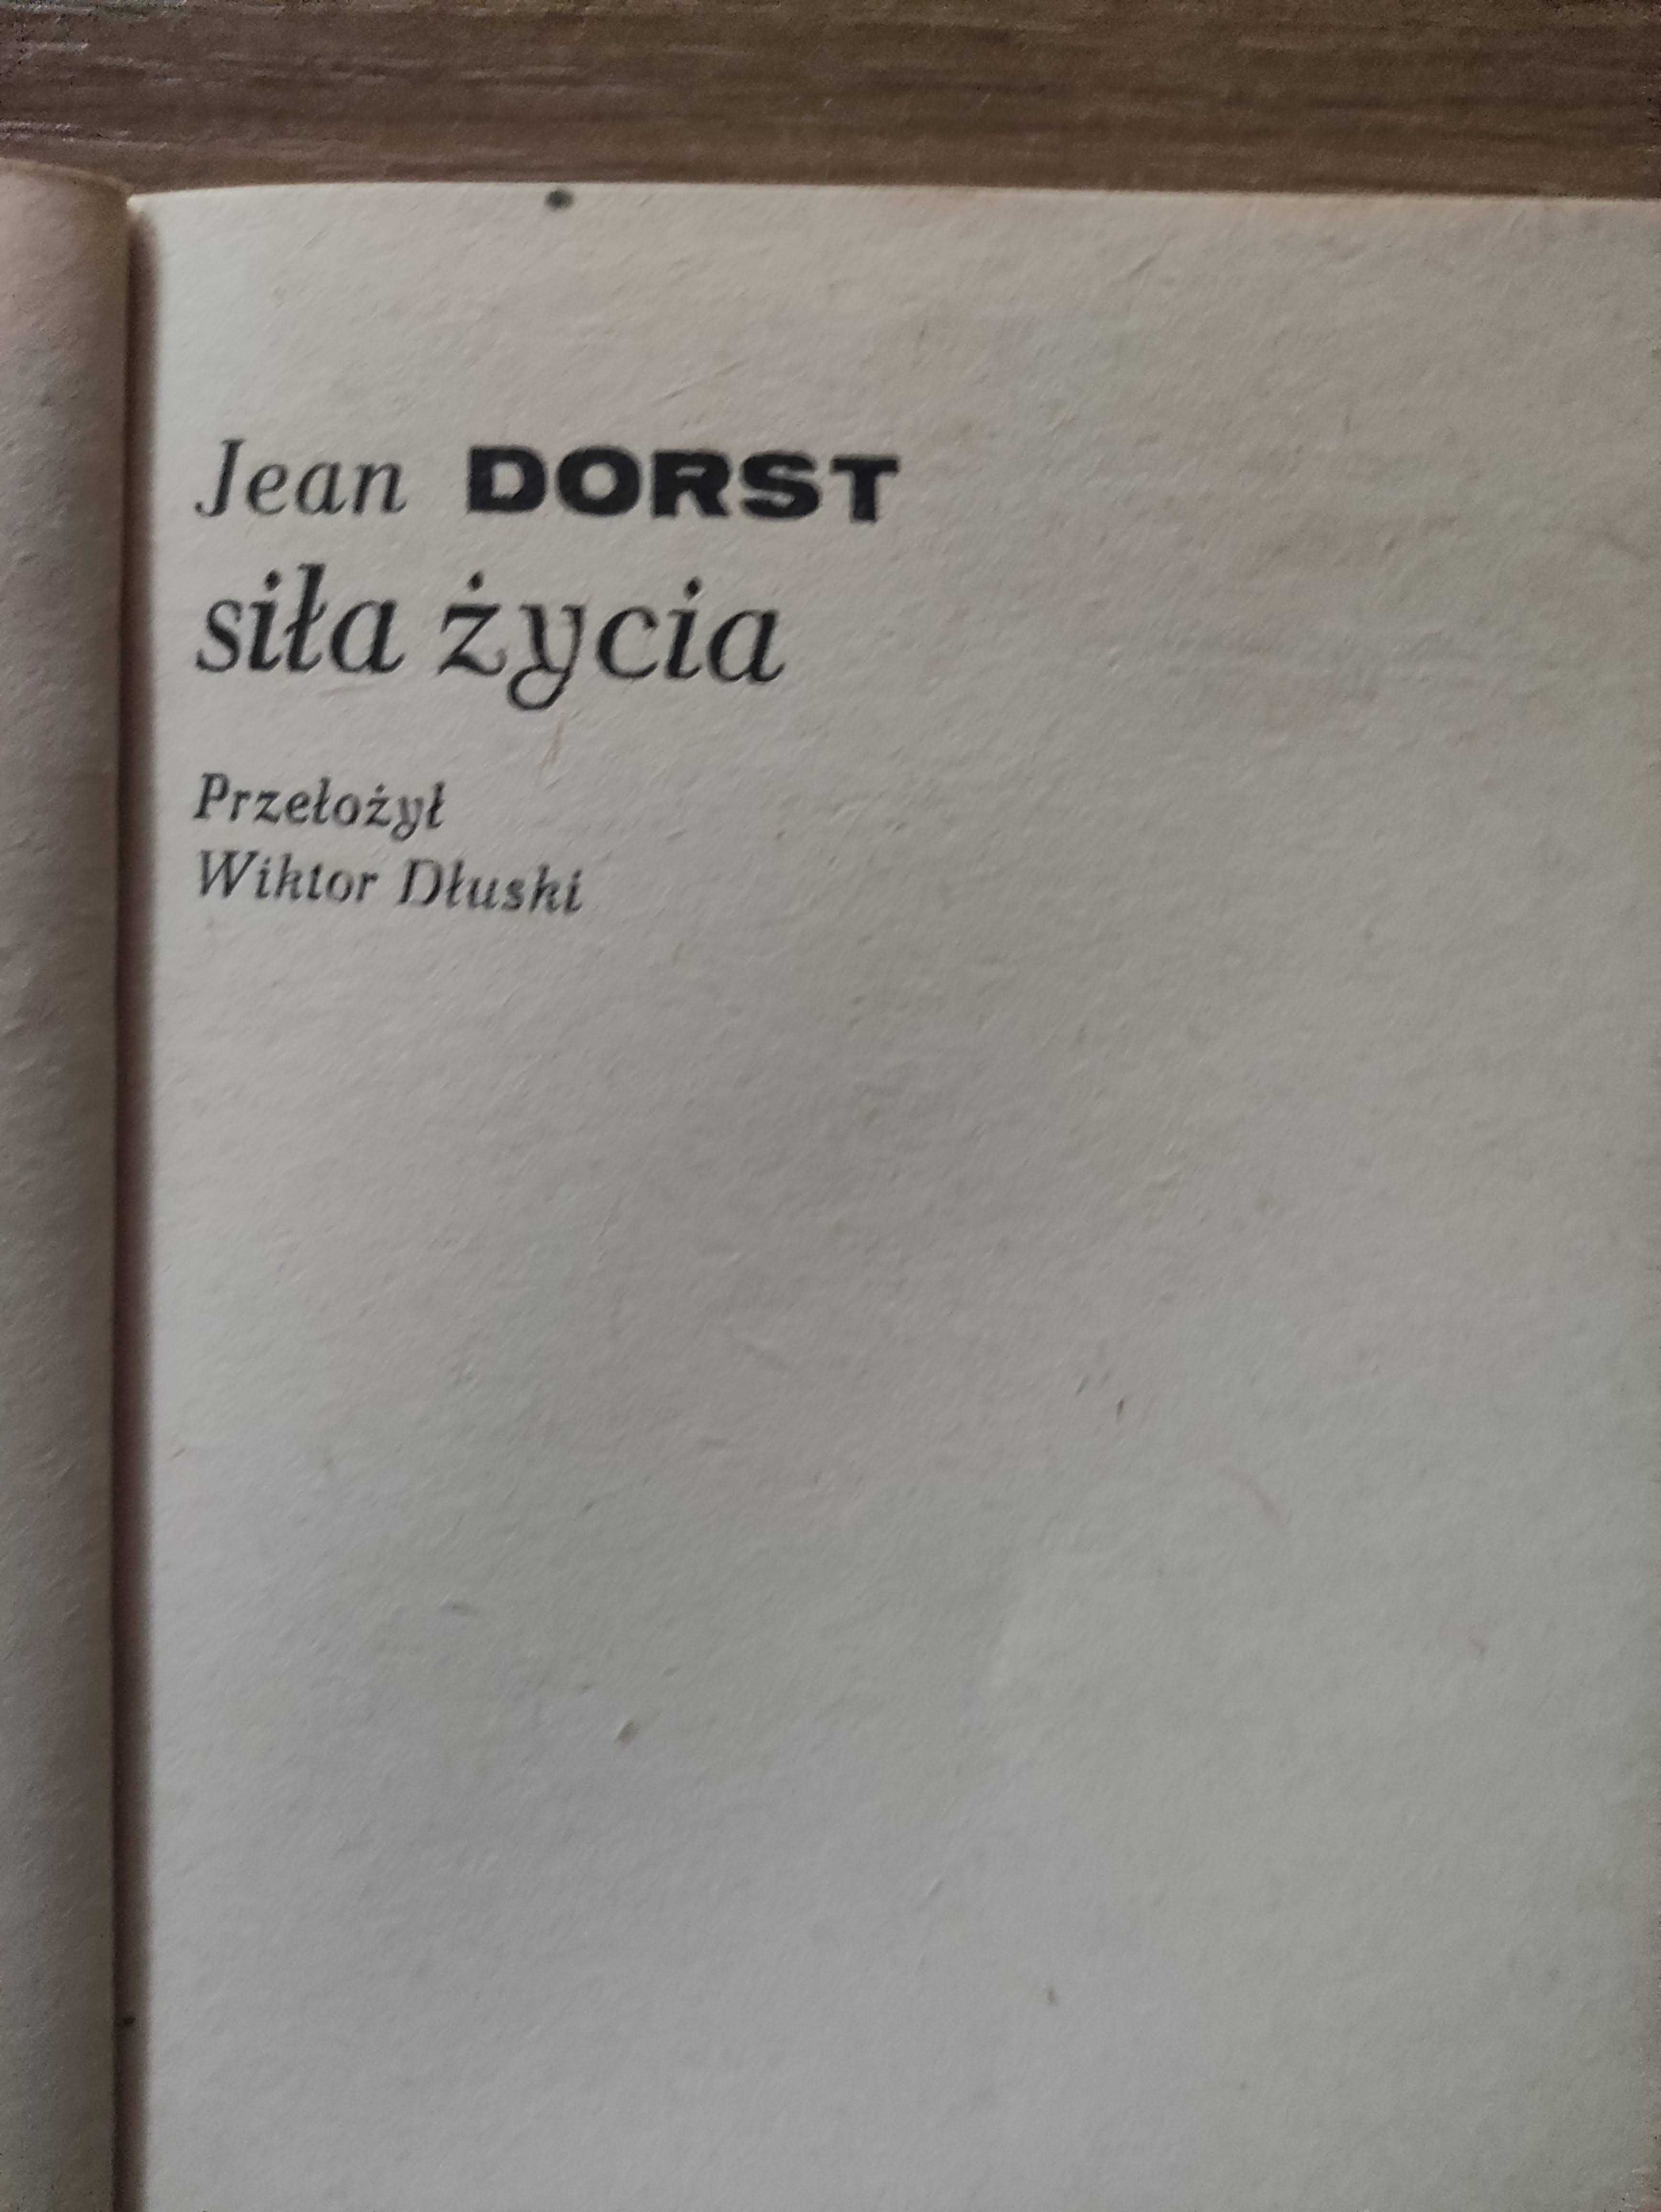 Jean DORST
siła życia
Przełożył
Wiktor Dłuski